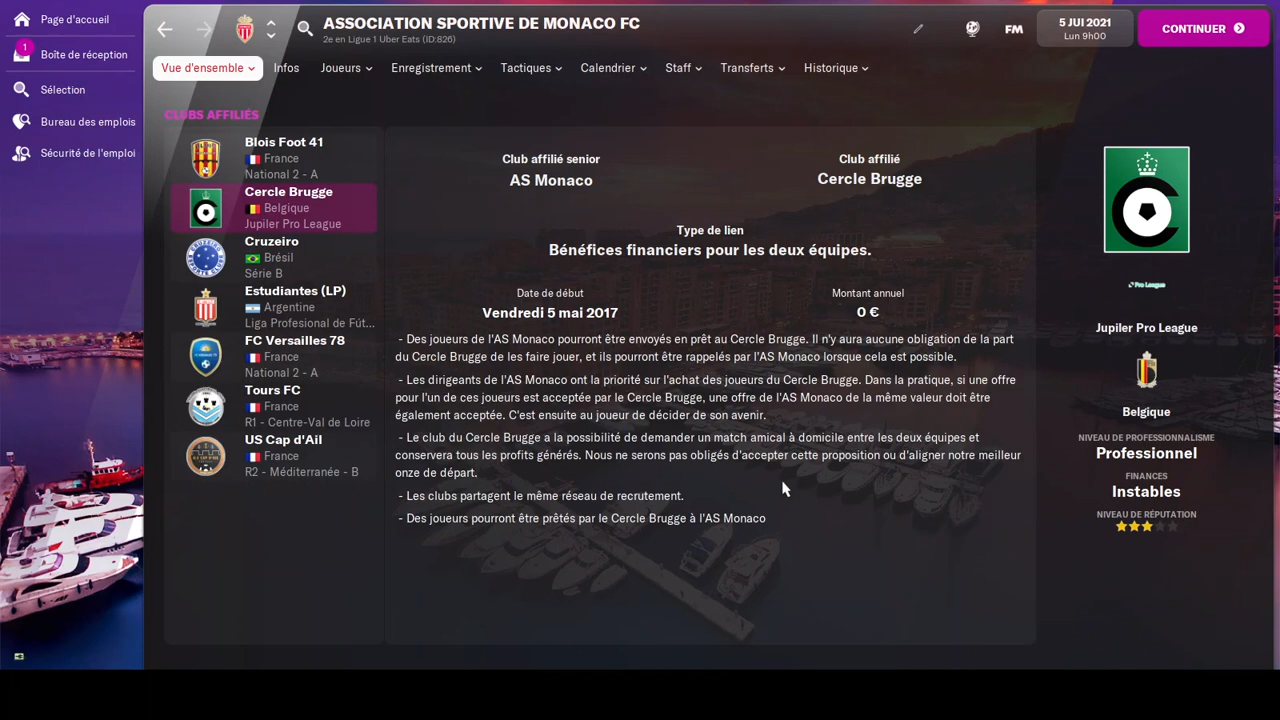 Page d'accueil
1
Boîte de réception
Sélection
Bureau des emplois
Sécurité de l'emploi
ASSOCIATION SPORTIVE DE MONACO FC
2e en Ligue 1 Uber Eats (ID:826)
FM
5 JUI 2021
Lun 9h00
CONTINUER
Vue d'ensemble
Infos
Joueurs
Enregistrement
Tactiques
Calendrier
Staff
Transferts
Historique
CLUBS AFFILIÉS
Blois Foot 41
France
National 2 - A
Cercle Brugge
Belgique
Jupiler Pro League
Cruzeiro
Brésil
Série B
Estudiantes (LP)
Argentine
Liga Profesional de Fút...
FC Versailles 78
France
National 2 - A
Tours FC
France
R1 - Centre-Val de Loire
US Cap d'Ail
France
R2 - Méditerranée - B
Club affilié senior
AS Monaco
Club affilié
Cercle Brugge
Type de lien
Bénéfices financiers pour les deux équipes.
Date de début
Vendredi 5 mai 2017
Montant annuel
0 €
- Des joueurs de l'AS Monaco pourront être envoyés en prêt au Cercle Brugge. Il n'y aura aucune obligation de la part
du Cercle Brugge de les faire jouer, et ils pourront être rappelés par l'AS Monaco lorsque cela est possible.
- Les dirigeants de l'AS Monaco ont la priorité sur l'achat des joueurs du Cercle Brugge. Dans la pratique, si une offre
pour l'un de ces joueurs est acceptée par le Cercle Brugge, une offre de l'AS Monaco de la même valeur doit être
également acceptée. C'est ensuite au joueur de décider de son avenir.
- Le club du Cercle Brugge a la possibilité de demander un match amical à domicile entre les deux équipes et
conservera tous les profits générés. Nous ne serons pas obligés d'accepter cette proposition ou d'aligner notre meilleur
onze de départ.
- Les clubs partagent le même réseau de recrutement.
- Des joueurs pourront être prêtés par le Cercle Brugge à l'AS Monaco
Pro League
Jupiler Pro League
Belgique
NIVEAU DE PROFESSIONNALISME
Professionnel
FINANCES
Instables
NIVEAU DE RÉPUTATION